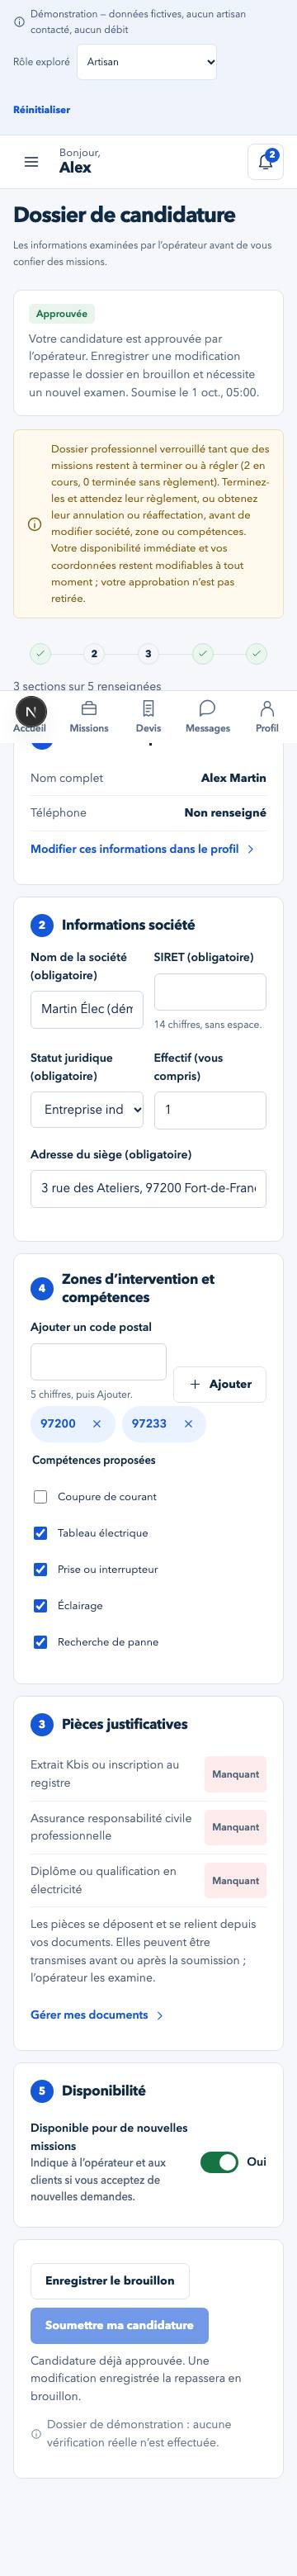 Démonstration — données fictives, aucun artisan
contacté, aucun débit
Rôle exploré
Artisan
Réinitialiser
Bonjour,
Alex
2
Dossier de candidature
Les informations examinées par l’opérateur avant de vous
confier des missions.
Approuvée
Votre candidature est approuvée par
l’opérateur. Enregistrer une modification
repasse le dossier en brouillon et nécessite
un nouvel examen. Soumise le 1 oct., 05:00.
Dossier professionnel verrouillé tant que des
missions restent à terminer ou à régler (2 en
cours, 0 terminée sans règlement). Terminez-
les et attendez leur règlement, ou obtenez
leur annulation ou réaffectation, avant de
modifier société, zone ou compétences.
Votre disponibilité immédiate et vos
coordonnées restent modifiables à tout
moment ; votre approbation n’est pas
retirée.
2
3
3 sections sur 5 renseignées
N
Accueil
Missions
Devis
Messages
Profil
Nom complet
Alex Martin
Téléphone
Non renseigné
Modifier ces informations dans le profil
2 Informations société
Nom de la société
(obligatoire)
SIRET (obligatoire)
Martin Élec (dém
14 chiffres, sans espace.
Statut juridique
(obligatoire)
Effectif (vous
compris)
Entreprise ind
1
Adresse du siège (obligatoire)
3 rue des Ateliers, 97200 Fort-de-Fran
4 Zones d’intervention et
compétences
Ajouter un code postal
5 chiffres, puis Ajouter.
Ajouter
97200
97233
Compétences proposées
Coupure de courant
Tableau électrique
Prise ou interrupteur
Éclairage
Recherche de panne
3 Pièces justificatives
Extrait Kbis ou inscription au
registre
Manquant
Assurance responsabilité civile
professionnelle
Manquant
Diplôme ou qualification en
électricité
Manquant
Les pièces se déposent et se relient depuis
vos documents. Elles peuvent être
transmises avant ou après la soumission ;
l’opérateur les examine.
Gérer mes documents
5 Disponibilité
Disponible pour de nouvelles
missions
Indique à l’opérateur et aux
clients si vous acceptez de
nouvelles demandes.
Oui
Enregistrer le brouillon
Soumettre ma candidature
Candidature déjà approuvée. Une
modification enregistrée la repassera en
brouillon.
Dossier de démonstration : aucune
vérification réelle n’est effectuée.